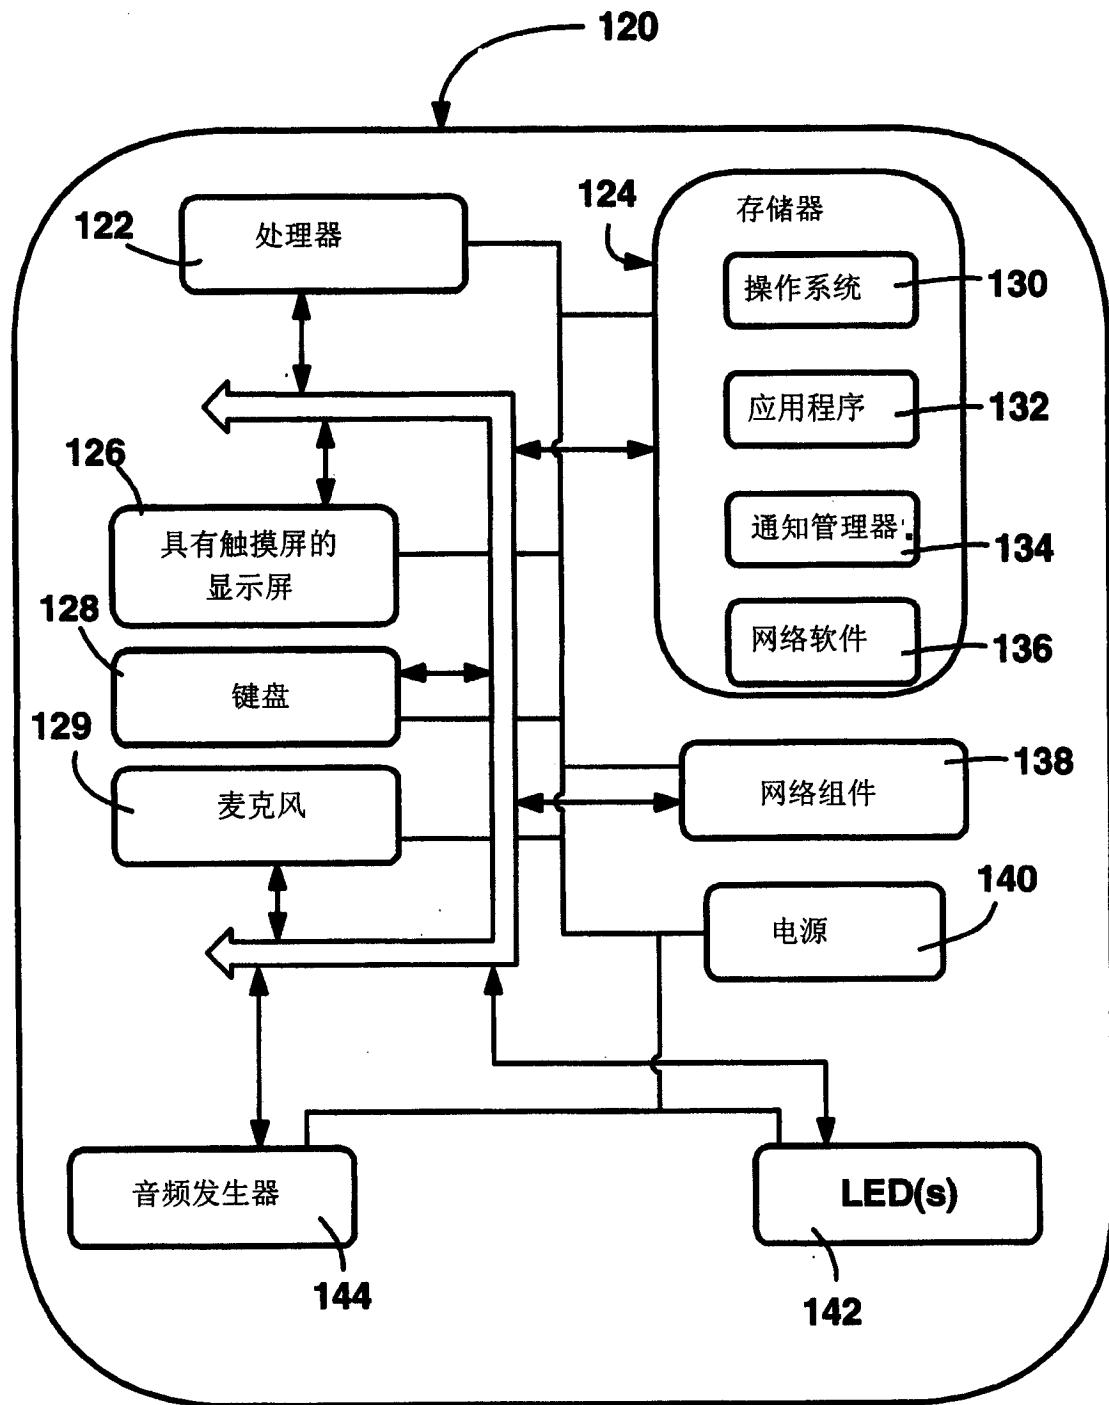 120
122
处理器
124
存储器
操作系统
130
应用程序
132
通知管理器
134
网络软件
136
126
具有触摸屏的
显示屏
128
键盘
129
麦克风
138
网络组件
140
电源
音频发生器
144
LED(s)
142